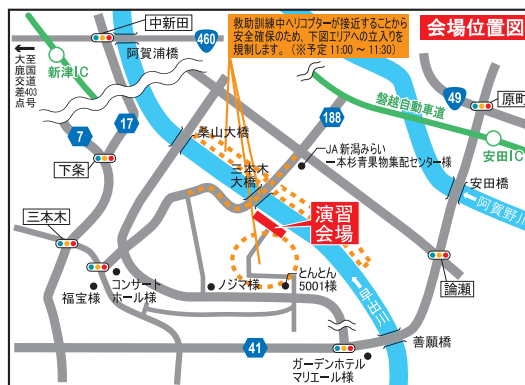 会場位置図
救助訓練中ヘリコプターが接近することから
安全確保のため、下図エリアへの立入りを
規制します。（※予定 11:00 ～ 11:30）
中新田
460
阿賀浦橋
至国道403号
大鹿交差点
新津IC
49
原町
磐越自動車道
安田IC
188
17
7
桑山大橋
JA新潟みらい
一本杉青果物集配センター様
下条
三本木
大橋
安田橋
阿賀野川
三本木
演習
会場
論瀬
コンサート
ホール様
福宝様
ノジマ様
とんとん
5001様
早出川
善願橋
41
ガーデンホテル
マリエール様